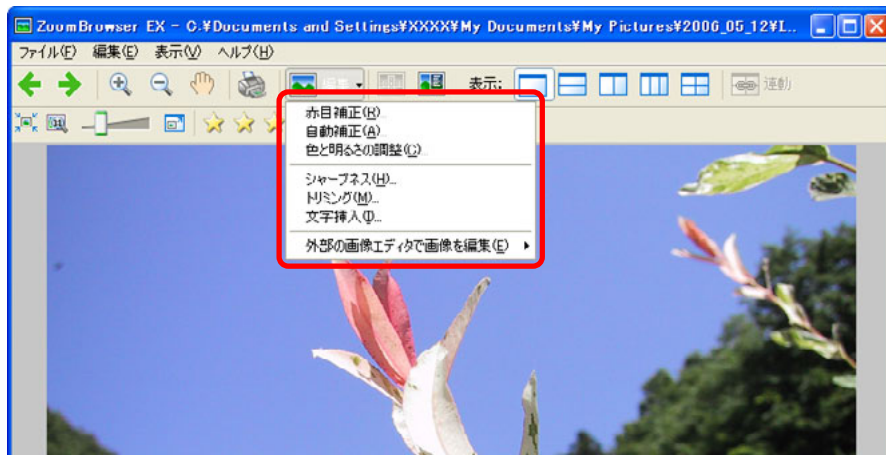 ZoomBrowser EX - C:¥Documents and Settings¥XXXX¥My Documents¥My Pictures¥2006_05_12¥I...
ファイル(F) 編集(E) 表示(V) ヘルプ(H)
編集 表示: 連動
赤目補正(R)...
自動補正(A)...
色と明るさの調整(C)...
シャープネス(H)...
トリミング(M)...
文字挿入(I)...
外部の画像エディタで画像を編集(E)